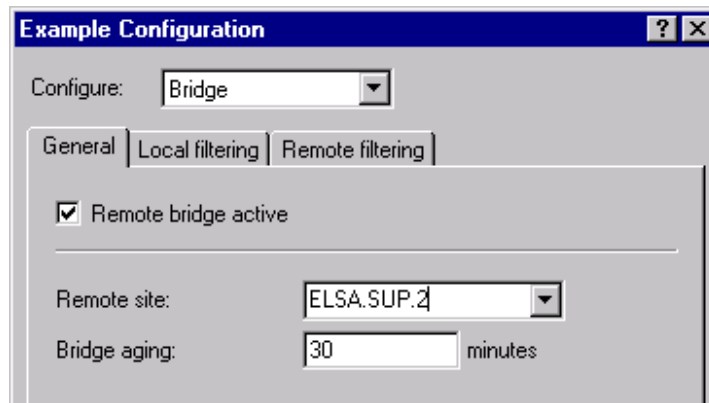 Example Configuration
Configure: Bridge
General Local filtering Remote filtering
Remote bridge active
Remote site: ELSA.SUP.2
Bridge aging: 30 minutes